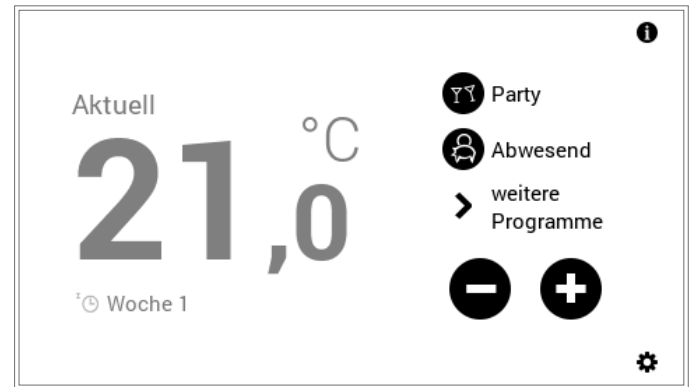 Aktuell
21,0 °C
Woche 1
Party
Abwesend
weitere
Programme